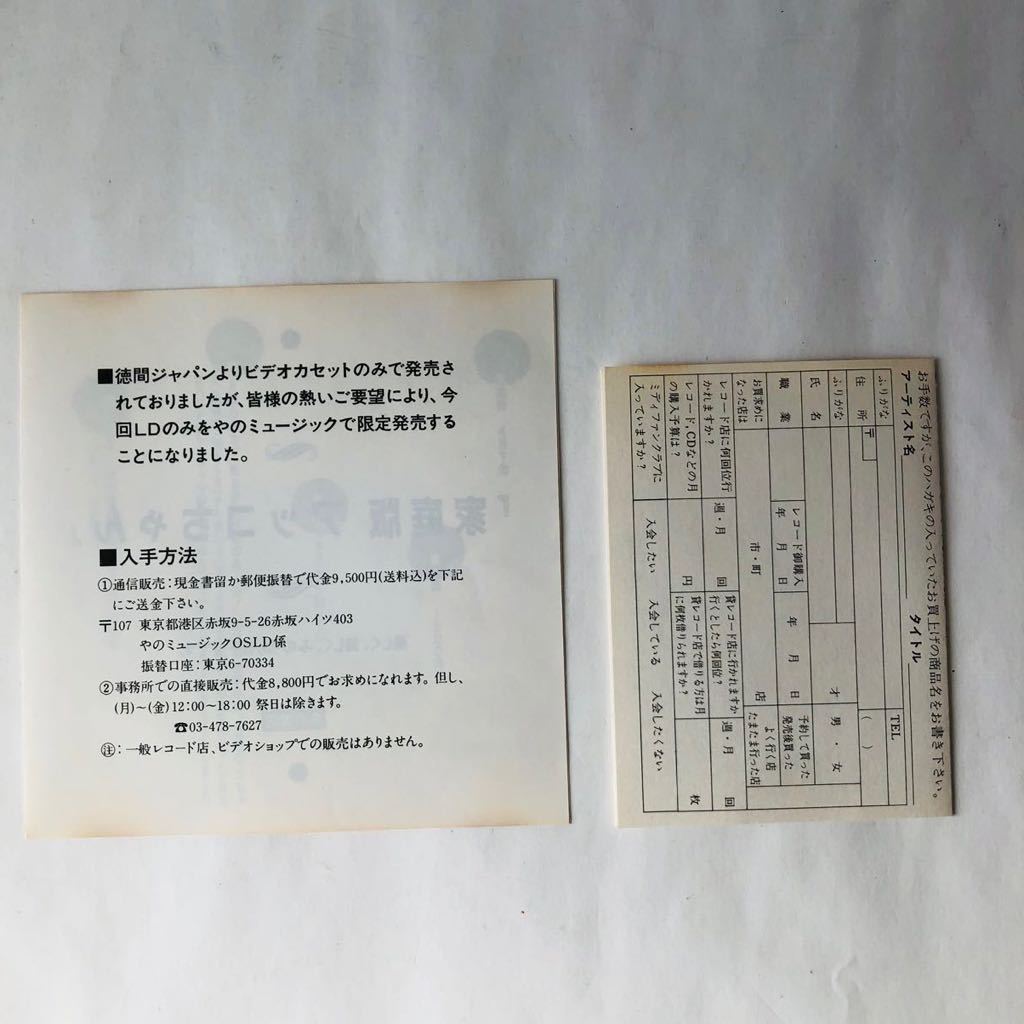 ■徳間ジャパンよりビデオカセットのみで発売さ
れておりましたが、皆様の熱いご要望により、今
回LDのみをやのミュージックで限定発売する
ことになりました。
■入手方法
①通信販売：現金書留か郵便振替で代金9,500円(送料込)を下記
にご送金下さい。
〒107 東京都港区赤坂9-5-26赤坂ハイツ403
やのミュージックOSLD係
振替口座：東京6-70334
②事務所での直接販売：代金8,800円でお求めになれます。但し、
(月)〜(金)12:00〜18:00 祭日は除きます。
☎03-478-7627
㊟：一般レコード店、ビデオショップでの販売はありません。
お手数ですが、このハガキの入っていたお買上げの商品名をお書き下さい。
アーティスト名 タイトル
ふりがな
住所 〒 TEL ( )
ふりがな
氏名 才 男・女
職業 レコード御購入年月日 年 月 日 予約して買った 発売後買った
お買求めになった店は 市・町 店 よく行く店 たまたま行った店
レコード店に何回位行かれますか？ 週・月 回 貸レコード店に行かれますか 行くとしたら何回位？ 週・月 回
レコード、CDなどの月の購入予算は？ 円 貸レコード店で借りる方は月に何枚借りられますか？ 枚
ミディファンクラブに入っていますか？ 入会したい 入会している 入会したくない